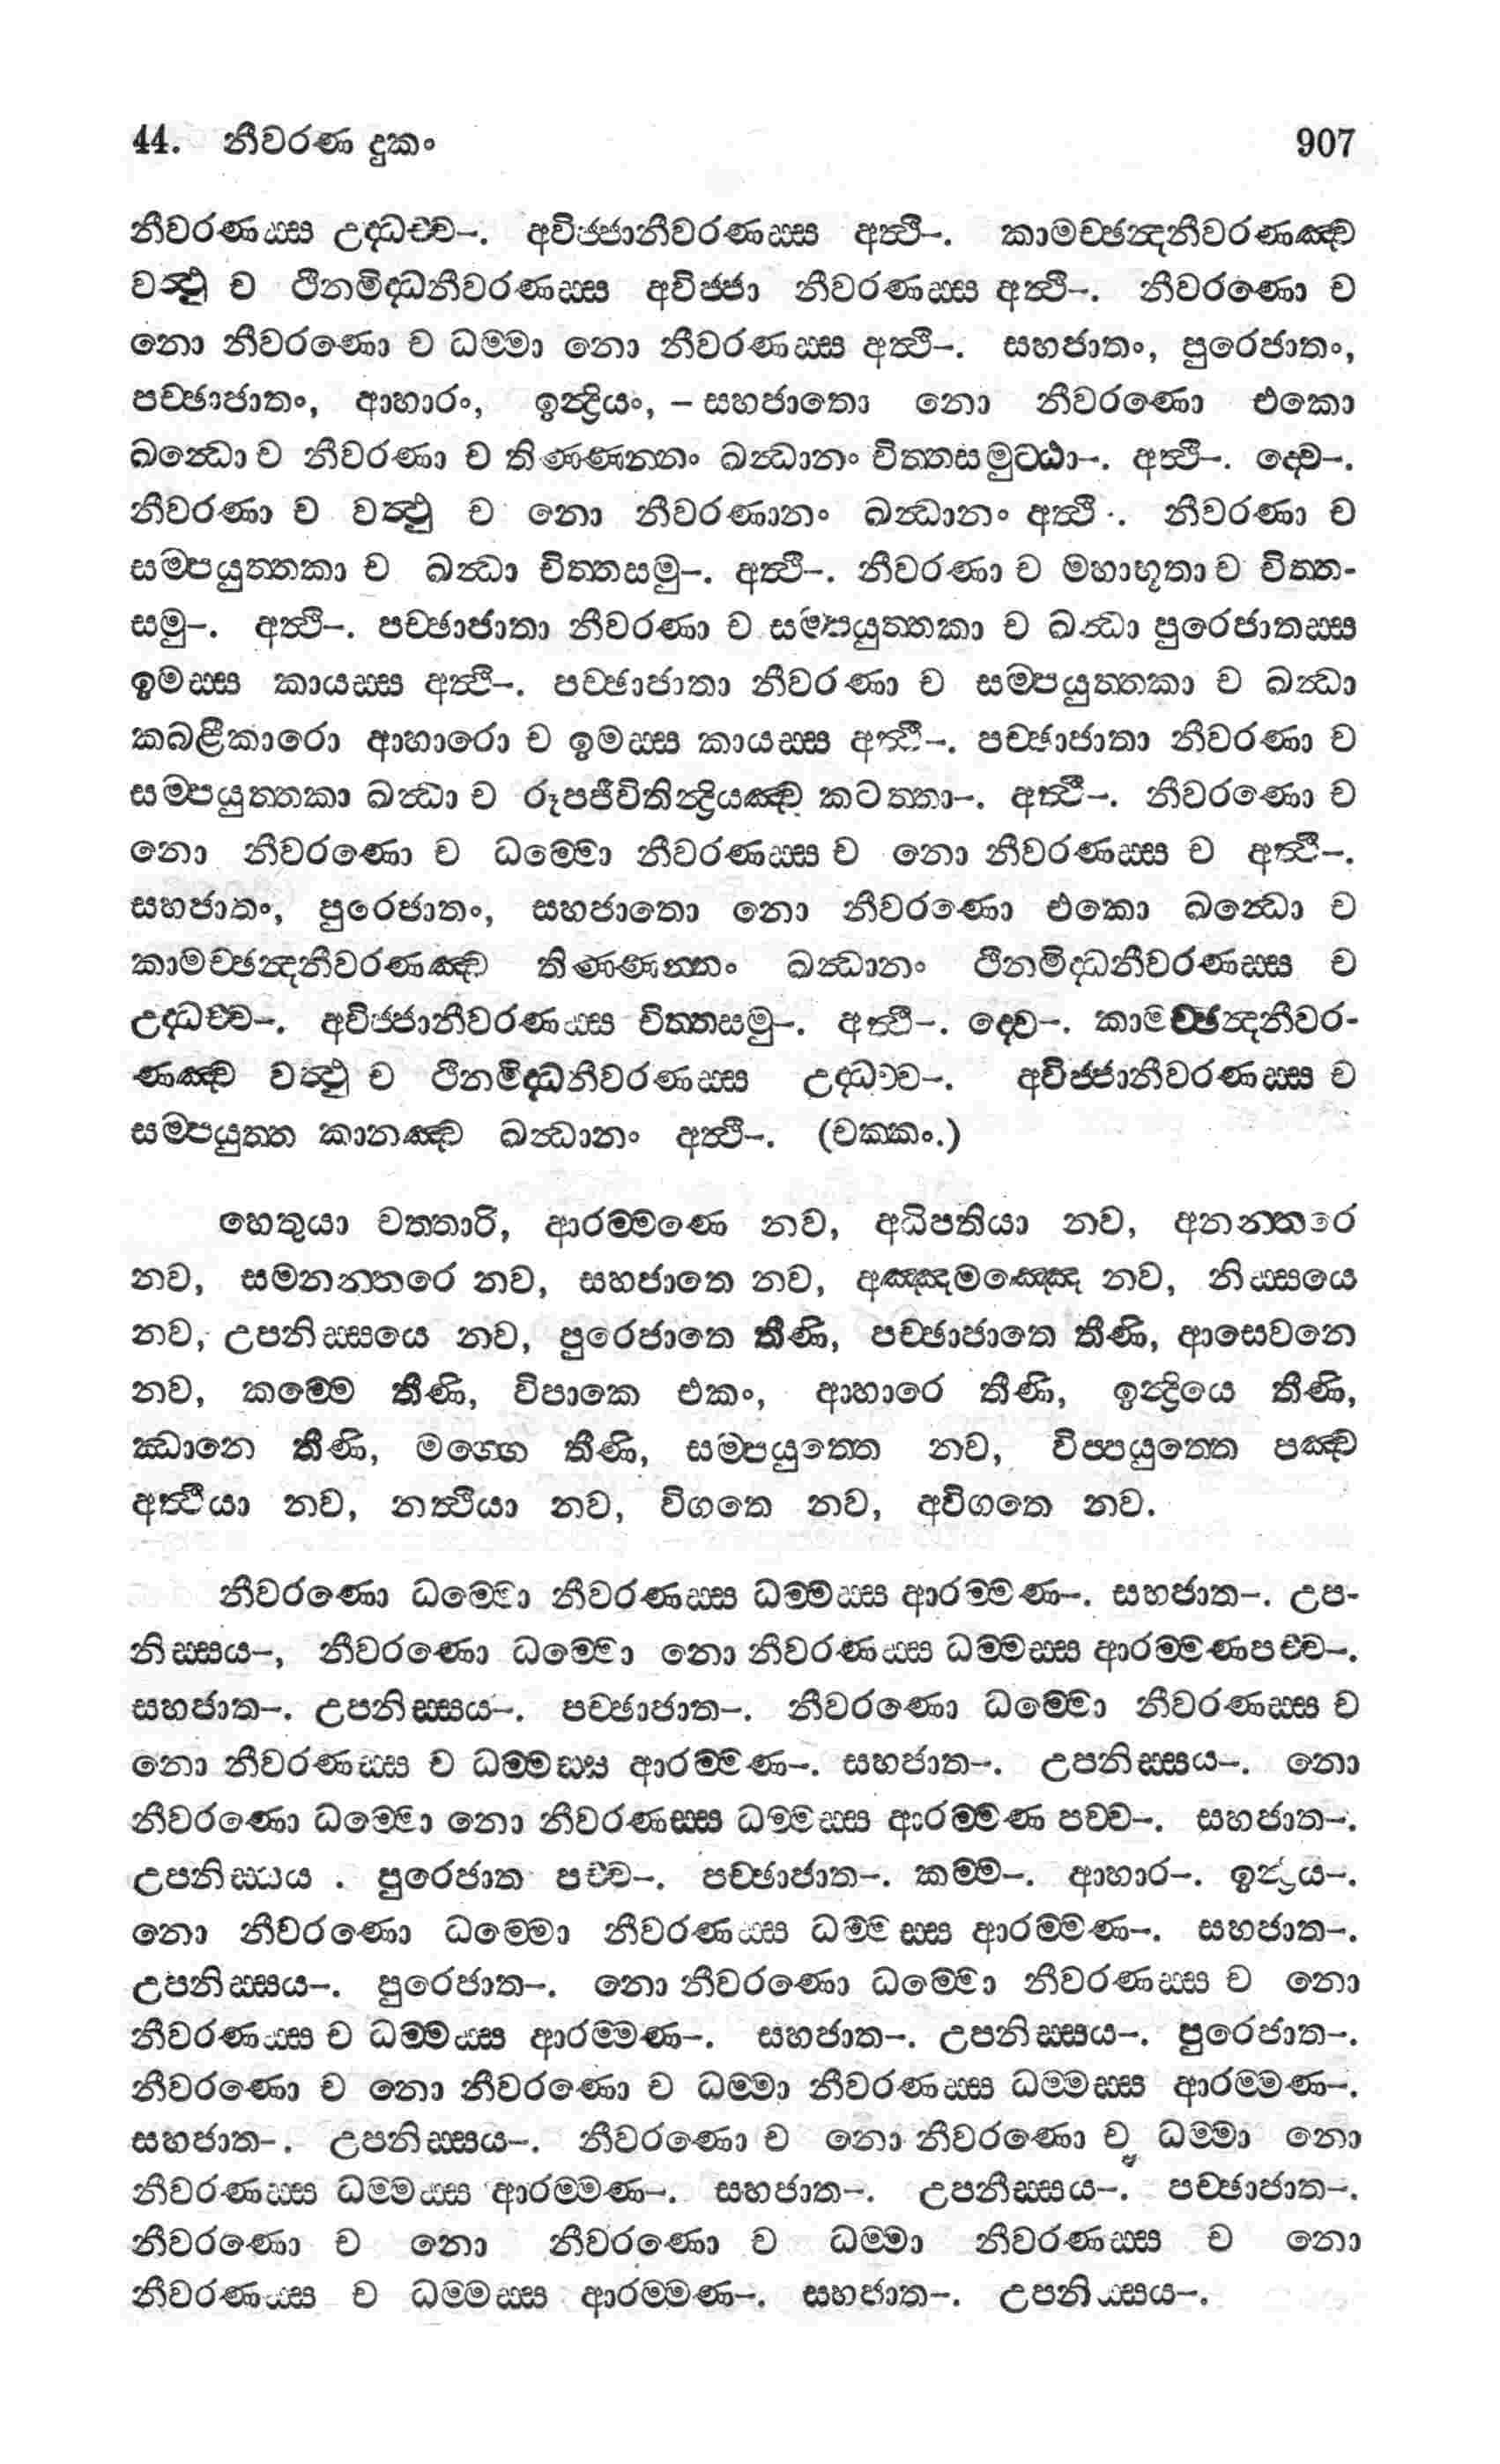 44. නීවරණ දුකං 907
නීවරණස්ස උද්ධච්ච-. අවිජ්ජානීවරණස්ස අත්ථි-. කාමච්ඡන්දනීවරණඤ්ච
වත්ථු ච ථිනමිද්ධනීවරණස්ස අවිජ්ජා නීවරණස්ස අත්ථි-. නීවරණො ච
නො නීවරණො ච ධම්මා නො නීවරණස්ස අත්ථි-. සහජාතං, පුරෙජාතං,
පච්ඡාජාතං, ආහාරං, ඉන්ද්‍රියං, – සහජාතො නො නීවරණො එකො
ඛන්ධො ච නීවරණා ච තිණ්ණන්නං ඛන්ධානං චිත්තසමුට්ඨා-. අත්ථි-. ද්වෙ-.
නීවරණා ච වත්ථු ච නො නීවරණානං ඛන්ධානං අත්ථි -. නීවරණා ච
සම්පයුත්තකා ච ඛන්ධා චිත්තසමු-. අත්ථි-. නීවරණා ච මහාභූතා ච චිත්ත-
සමු-. අත්ථි-. පච්ඡාජාතා නීවරණා ච සම්පයුත්තකා ච ඛන්ධා පුරෙජාතස්ස
ඉමස්ස කායස්ස අත්ථි-. පච්ඡාජාතා නීවරණා ච සම්පයුත්තකා ච ඛන්ධා
කබළීකාරො ආහාරො ච ඉමස්ස කායස්ස අත්ථි-. පච්ඡාජාතා නීවරණා ච
සම්පයුත්තකා ඛන්ධා ච රූපජීවිතින්ද්‍රියඤ්ච කටත්තා-. අත්ථි-. නීවරණො ච
නො නීවරණො ච ධම්මො නීවරණස්ස ච නො නීවරණස්ස ච අත්ථි-.
සහජාතං, පුරෙජාතං, සහජාතො නො නීවරණො එකො ඛන්ධො ච
කාමච්ඡන්දනීවරණඤ්ච තිණ්ණන්නං ඛන්ධානං ථිනමිද්ධනීවරණස්ස ච
උද්ධච්ච-. අවිජ්ජානීවරණස්ස චිත්තසමු-. අත්ථි-. ද්වෙ-. කාමච්ඡන්දනීවර-
ණඤ්ච වත්ථු ච ථිනමිද්ධනීවරණස්ස උද්ධච්ච-. අවිජ්ජානීවරණස්ස ච
සම්පයුත්ත කානඤ්ච ඛන්ධානං අත්ථි-. (චක්කං.)
හෙතුයා චත්තාරි, ආරම්මණෙ නව, අධිපතියා නව, අනන්තරෙ
නව, සමනන්තරෙ නව, සහජාතෙ නව, අඤ්ඤමඤ්ඤෙ නව, නිස්සයෙ
නව, උපනිස්සයෙ නව, පුරෙජාතෙ තීණි, පච්ඡාජාතෙ තීණි, ආසෙවනෙ
නව, කම්මෙ තීණි, විපාකෙ එකං, ආහාරෙ තීණි, ඉන්ද්‍රියෙ තීණි,
ඣානෙ තීණි, මග්ගෙ තීණි, සම්පයුත්තෙ නව, විප්පයුත්තෙ පඤ්ච
අත්ථියා නව, නත්ථියා නව, විගතෙ නව, අවිගතෙ නව.
නීවරණො ධම්මො නීවරණස්ස ධම්මස්ස ආරම්මණ-. සහජාත-. උප-
නිස්සය-, නීවරණො ධම්මො නො නීවරණස්ස ධම්මස්ස ආරම්මණපච්ච-.
සහජාත-. උපනිස්සය-. පච්ඡාජාත-. නීවරණො ධම්මො නීවරණස්ස ච
නො නීවරණස්ස ච ධම්මස්ස ආරම්මණ-. සහජාත-. උපනිස්සය-. නො
නීවරණො ධම්මො නො නීවරණස්ස ධම්මස්ස ආරම්මණ පච්ච-. සහජාත-.
උපනිස්සය . පුරෙජාත පච්ච-. පච්ඡාජාත-. කම්ම-. ආහාර-. ඉන්ද්‍රිය-.
නො නීවරණො ධම්මො නීවරණස්ස ධම්මස්ස ආරම්මණ-. සහජාත-.
උපනිස්සය-. පුරෙජාත-. නො නීවරණො ධම්මො නීවරණස්ස ච නො
නීවරණස්ස ච ධම්මස්ස ආරම්මණ-. සහජාත-. උපනිස්සය-. පුරෙජාත-.
නීවරණො ච නො නීවරණො ච ධම්මා නීවරණස්ස ධම්මස්ස ආරම්මණ-.
සහජාත-. උපනිස්සය-. නීවරණො ච නො නීවරණො ච ධම්මා නො
නීවරණස්ස ධම්මස්ස ආරම්මණ-. සහජාත-. උපනීස්සය-. පච්ඡාජාත-.
නීවරණො ච නො නීවරණො ච ධම්මා නීවරණස්ස ච නො
නීවරණස්ස ච ධම්මස්ස ආරම්මණ-. සහජාත-. උපනිස්සය-.